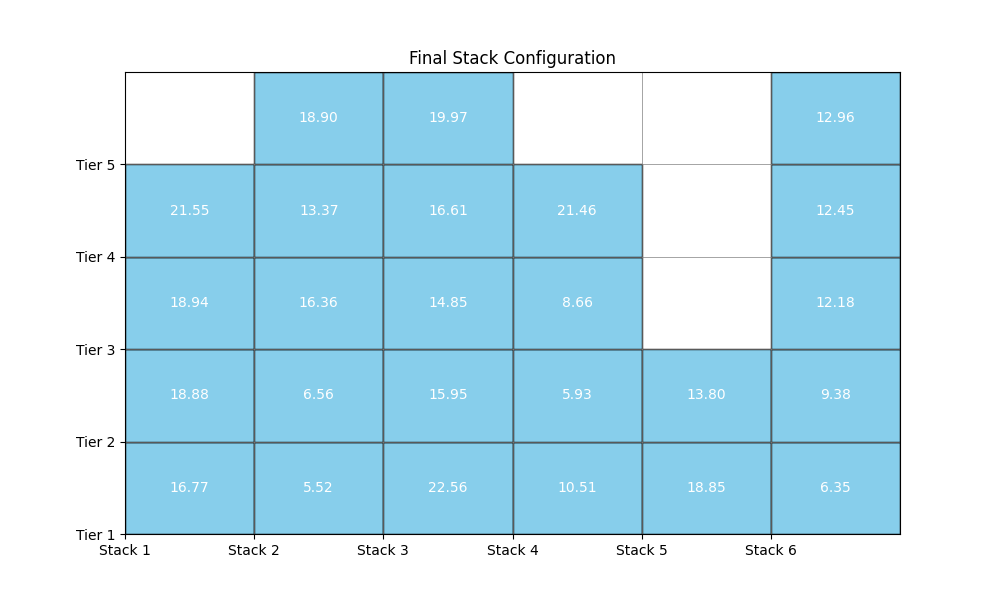 Final Stack Configuration
18.90 19.97 12.96
Tier 5
21.55 13.37 16.61 21.46 12.45
Tier 4
18.94 16.36 14.85 8.66 12.18
Tier 3
18.88 6.56 15.95 5.93 13.80 9.38
Tier 2
16.77 5.52 22.56 10.51 18.85 6.35
Tier 1
Stack 1 Stack 2 Stack 3 Stack 4 Stack 5 Stack 6